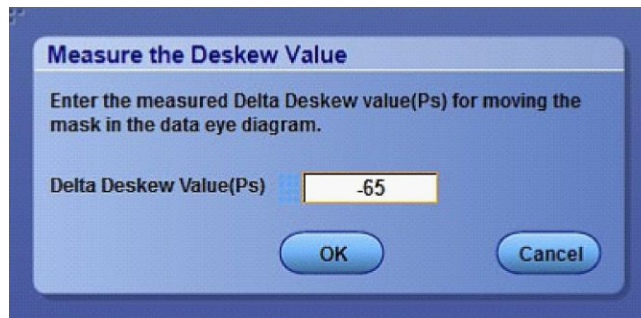 Measure the Deskew Value
Enter the measured Delta Deskew value(Ps) for moving the
mask in the data eye diagram.
Delta Deskew Value(Ps) -65
OK Cancel